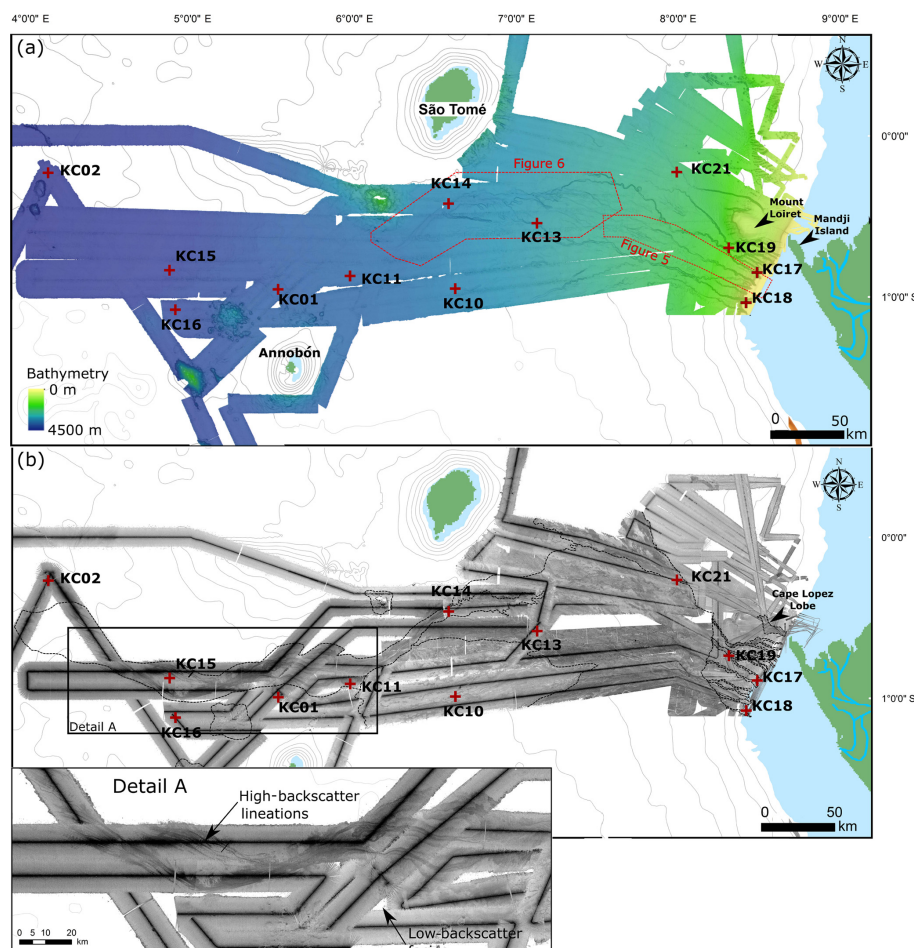 4°0'0" E 5°0'0"E 6°0'0"E 7°0'0"E 8°0'0"E 9°0'0"E
(a)
N
W E
S
São Tomé
0°0'0"
KC02
Figure 6
KC21
KC14
Mount
Loiret
Mandji
Island
KC13
KC19
KC15
KC11
Figure 5
KC17
KC01
KC10
KC18
1°0'0" S
KC16
Annobón
Bathymetry
0 m
4500 m
0 50
km
(b)
N
W E
S
0°0'0"
KC02
KC21
Cape Lopez
Lobe
KC14
KC13
KC19
KC15
KC11
KC17
KC01
KC10
KC18
1°0'0" S
KC16
Detail A
Detail A
High-backscatter
lineations
0 50
km
Low-backscatter
0 5 10 20
km